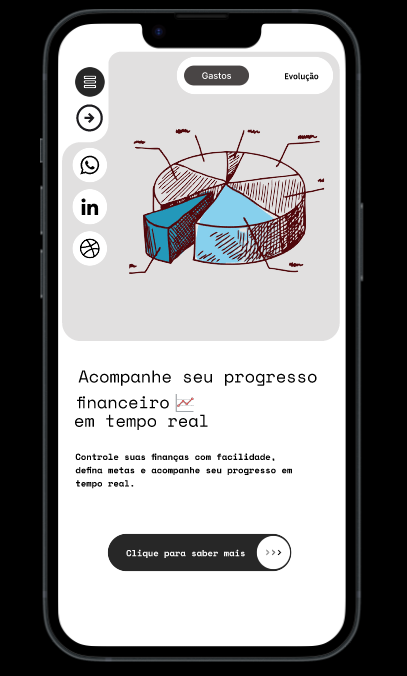 Gastos
Evolução
in
Acompanhe seu progresso
financeiro
em tempo real
Controle suas finanças com facilidade,
defina metas e acompanhe seu progresso em
tempo real.
Clique para saber mais